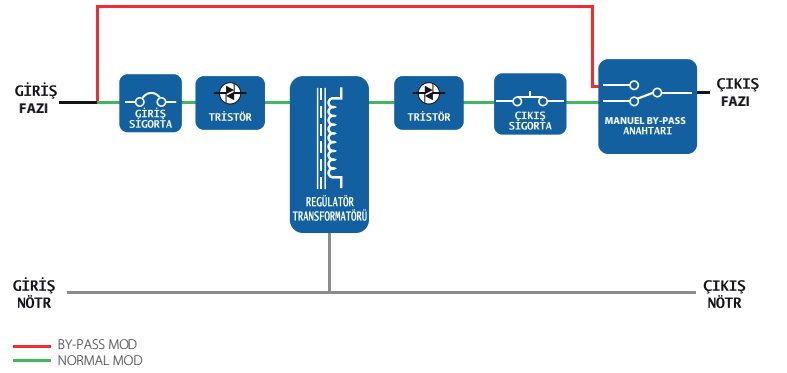 GİRİŞ
FAZI
GİRİŞ
SİGORTA
TRİSTÖR
REGÜLATÖR
TRANSFORMATÖRÜ
TRİSTÖR
ÇIKIŞ
SİGORTA
MANUEL BY-PASS
ANAHTARI
ÇIKIŞ
FAZI
GİRİŞ
NÖTR
ÇIKIŞ
NÖTR
BY-PASS MOD
NORMAL MOD